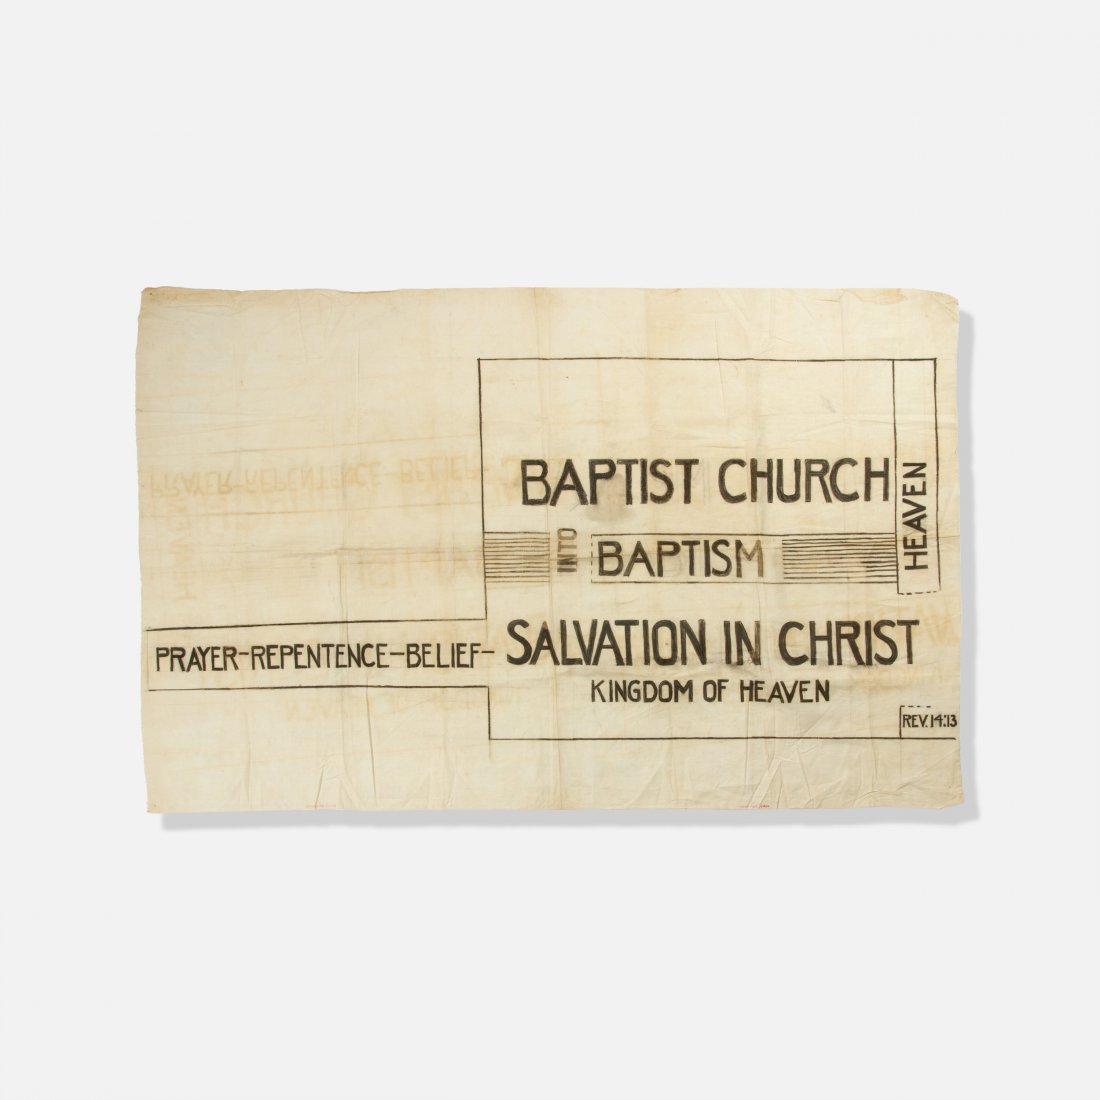 BAPTIST CHURCH
HEAVEN
INTO
BAPTISM
PRAYER-REPENTENCE-BELIEF-
SALVATION IN CHRIST
KINGDOM OF HEAVEN
REV. 14:13